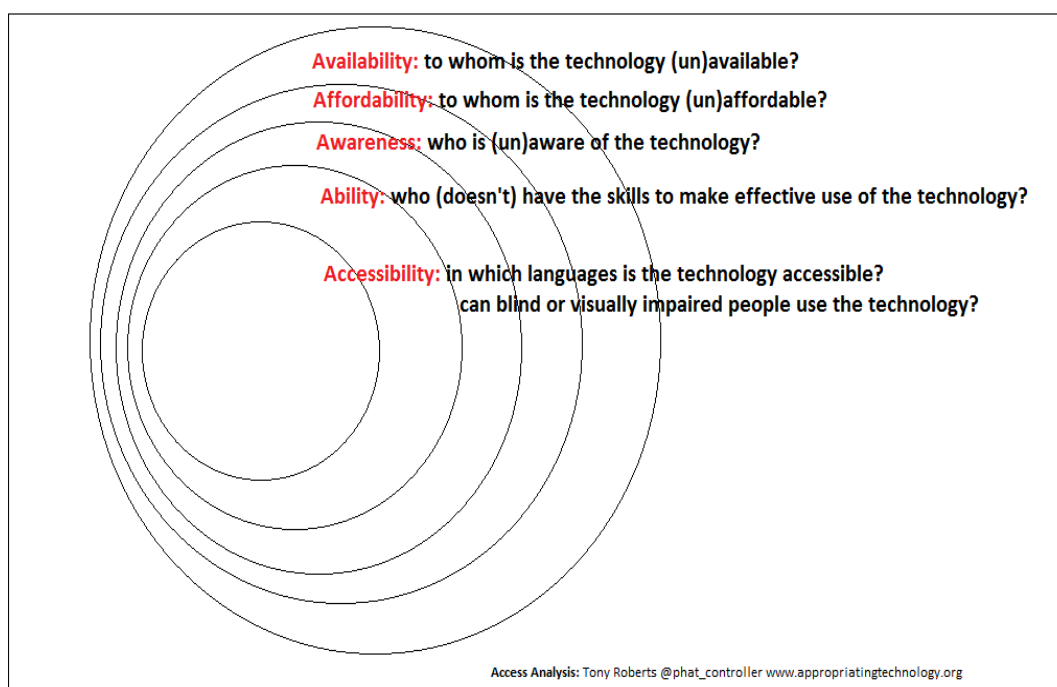 Availability: to whom is the technology (un)available?
Affordability: to whom is the technology (un)affordable?
Awareness: who is (un)aware of the technology?
Ability: who (doesn't) have the skills to make effective use of the technology?
Accessibility: in which languages is the technology accessible?
can blind or visually impaired people use the technology?
Access Analysis: Tony Roberts @phat_controller www.appropriatingtechnology.org